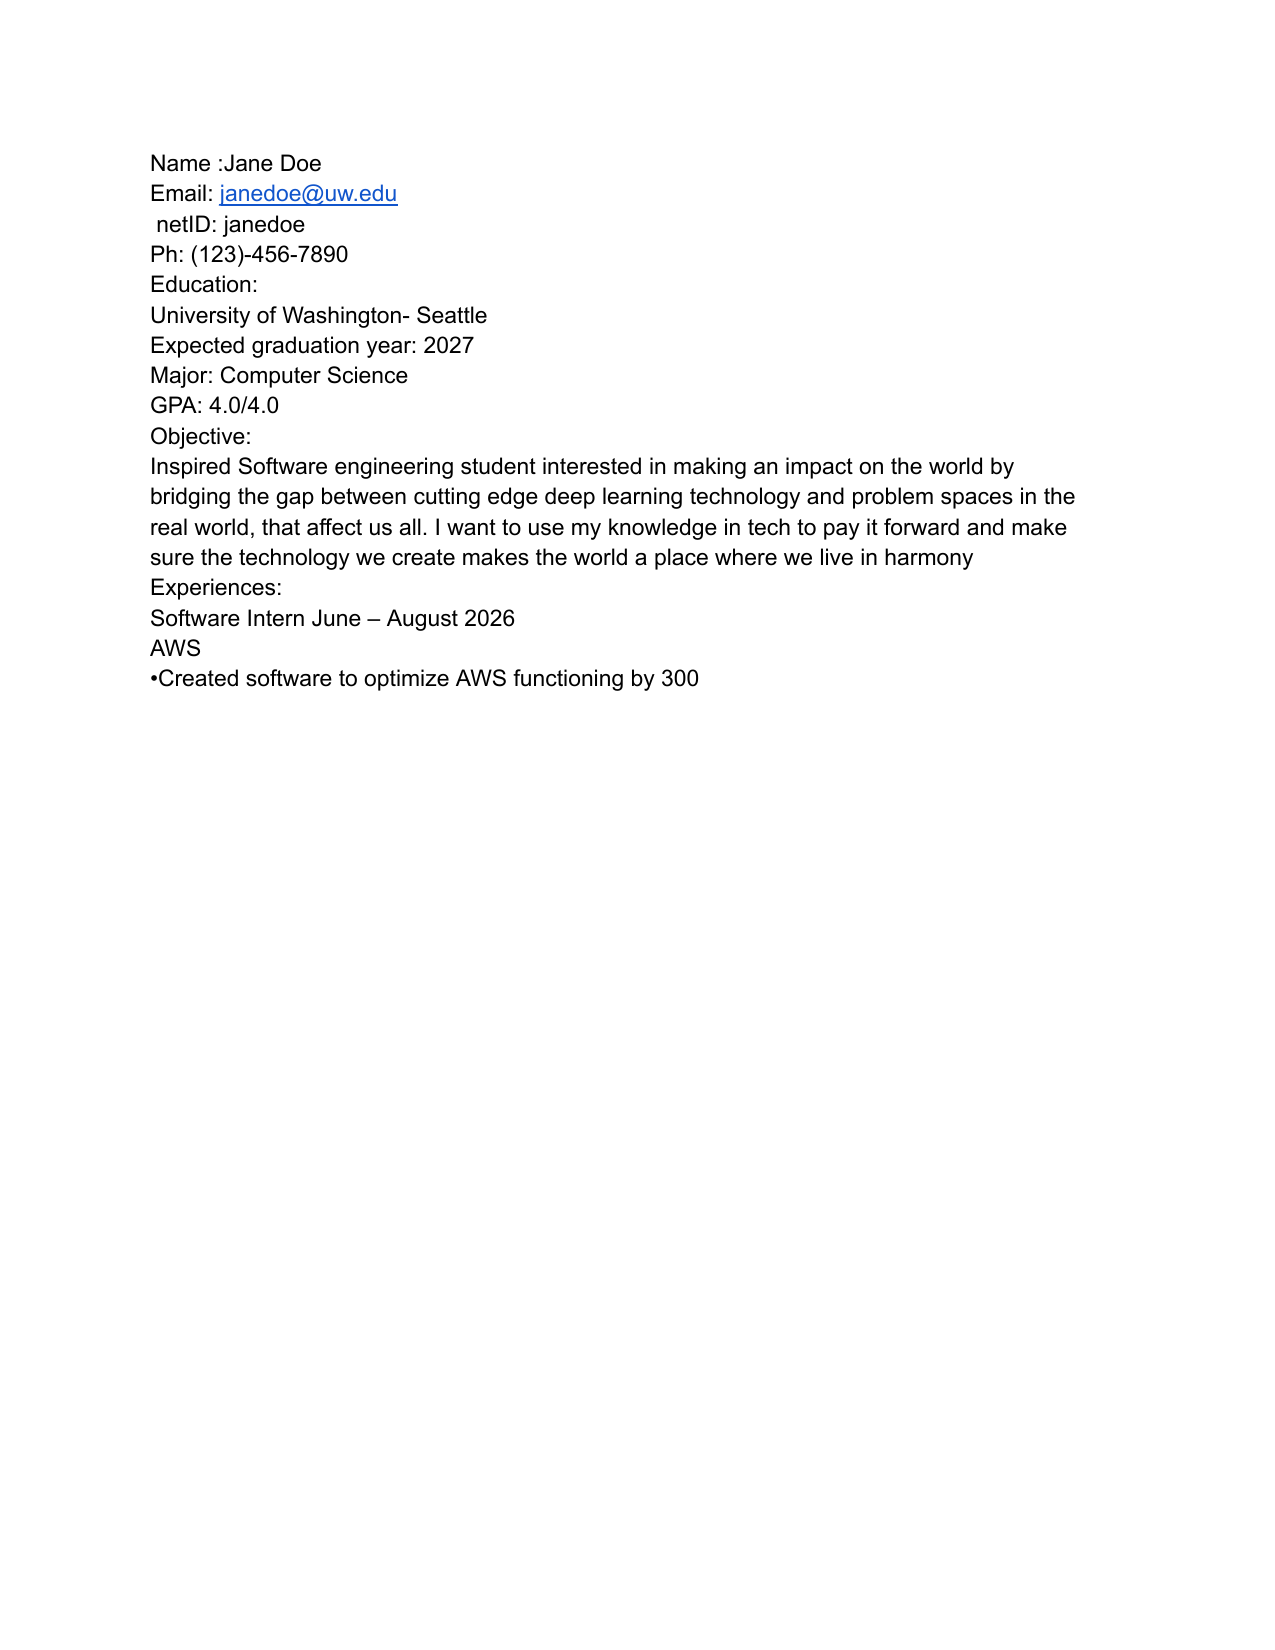 Name :Jane Doe
Email: janedoe@uw.edu
netID: janedoe
Ph: (123)-456-7890
Education:
University of Washington- Seattle
Expected graduation year: 2027
Major: Computer Science
GPA: 4.0/4.0
Objective:
Inspired Software engineering student interested in making an impact on the world by
bridging the gap between cutting edge deep learning technology and problem spaces in the
real world, that affect us all. I want to use my knowledge in tech to pay it forward and make
sure the technology we create makes the world a place where we live in harmony
Experiences:
Software Intern June – August 2026
AWS
•Created software to optimize AWS functioning by 300